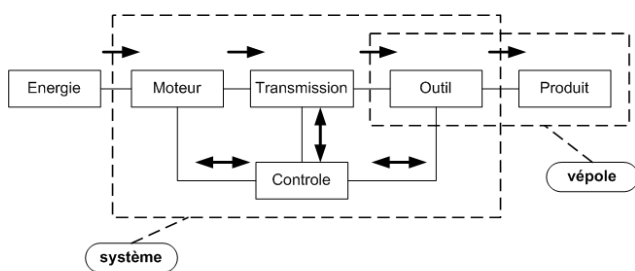 Energie
Moteur
Transmission
Outil
Produit
Controle
vépole
système